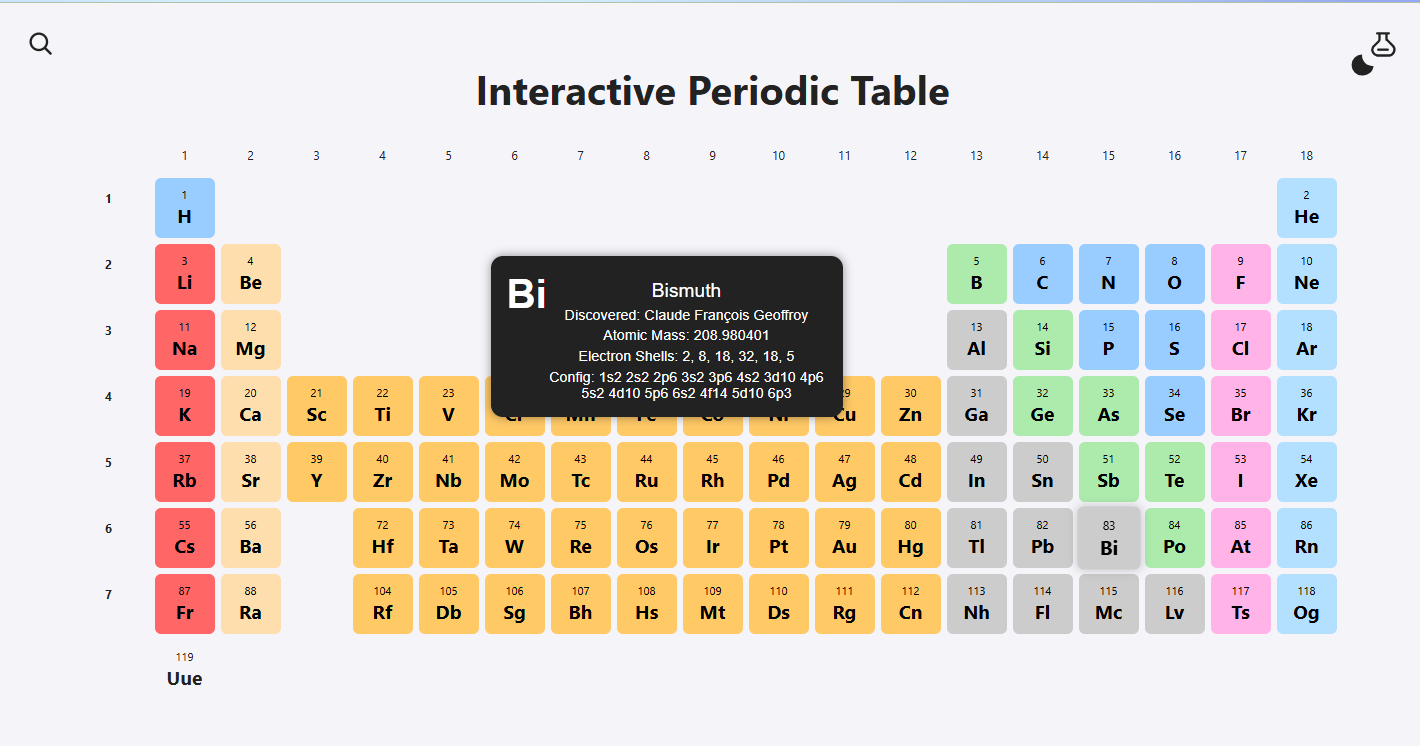 Interactive Periodic Table
1 2 3 4 5 6 7 8 9 10 11 12 13 14 15 16 17 18
1
1 2
H He
2
3 4 5 6 7 8 9 10
Li Be B C N O F Ne
Bi
Bismuth
Discovered: Claude François Geoffroy
Atomic Mass: 208.980401
Electron Shells: 2, 8, 18, 32, 18, 5
Config: 1s2 2s2 2p6 3s2 3p6 4s2 3d10 4p6
5s2 4d10 5p6 6s2 4f14 5d10 6p3
3
11 12 13 14 15 16 17 18
Na Mg Al Si P S Cl Ar
4
19 20 21 22 23 30 31 32 33 34 35 36
K Ca Sc Ti V Cu Zn Ga Ge As Se Br Kr
5
37 38 39 40 41 42 43 44 45 46 47 48 49 50 51 52 53 54
Rb Sr Y Zr Nb Mo Tc Ru Rh Pd Ag Cd In Sn Sb Te I Xe
6
55 56 72 73 74 75 76 77 78 79 80 81 82 83 84 85 86
Cs Ba Hf Ta W Re Os Ir Pt Au Hg Tl Pb Bi Po At Rn
7
87 88 104 105 106 107 108 109 110 111 112 113 114 115 116 117 118
Fr Ra Rf Db Sg Bh Hs Mt Ds Rg Cn Nh Fl Mc Lv Ts Og
119
Uue